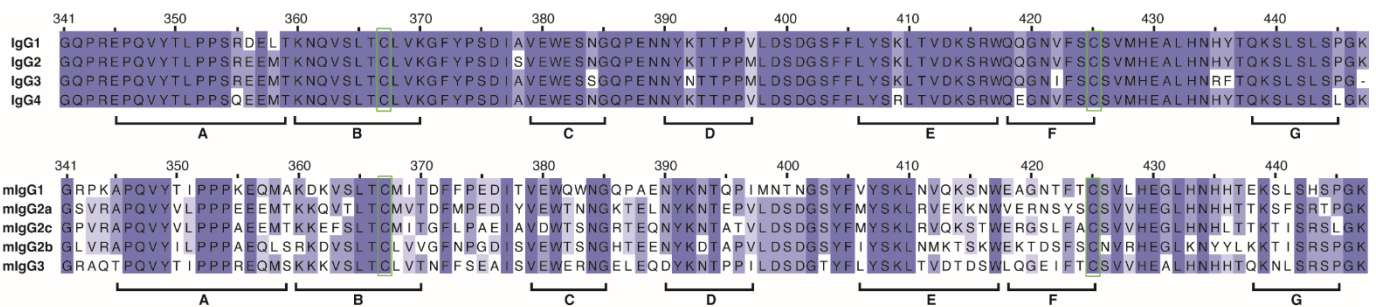 341 350 360 370 380 390 400 410 420 430 440
IgG1 GQPREPQVYTLPPSRDELTKNQVSLTCLVKGFYPSDIAVEWESNGQPENNYKTTPPVLDSDGSFFLYSKLTVDKSRWQQGNVFSCSVMHEALHNHYTQKSLSLSPGK
IgG2 GQPREPQVYTLPPSREEMTKNQVSLTCLVKGFYPSDISVEWESNGQPENNYKTTPPMLDSDGSFFLYSKLTVDKSRWQQGNVFSCSVMHEALHNHYTQKSLSLSPGK
IgG3 GQPREPQVYTLPPSREEMTKNQVSLTCLVKGFYPSDIAVEWESSGQPENNYNTTPPMLDSDGSFFLYSKLTVDKSRWQQGNIFSCSVMHEALHNRFTQKSLSLSPG-
IgG4 GQPREPQVYTLPPSQEEMTKNQVSLTCLVKGFYPSDIAVEWESNGQPENNYKTTPPVLDSDGSFFLYSRLTVDKSRWQEGNVFSCSVMHEALHNHYTQKSLSLSLGK
A B C D E F G
341 350 360 370 380 390 400 410 420 430 440
mIgG1 GRPKAPQVYTIPPPKEQMAKDKVSLTCMITDFFPEDITVEWQWNGQPAENYKNTQPIMNTNGSYFVYSKLNVQKSNWEAGNTFTCSVLHEGLHNHHTEKSLSHSPGK
mIgG2a GSVRAPQVYVLPPPEEEMTKKQVTLTCMVTDFMPEDIYVEWTNNGKTELNYKNTEPVLDSDGSYFMYSKLRVEKKNWVERNSYSCSVVHEGLHNHHTTKSFSRTPGK
mIgG2c GPVRAPQVYVLPPPAEEMTKKEFSLTCMITGFLPAEIAVDWTSNGRTEQNYKNTATVLDSDGSYFMYSKLRVQKSTWERGSLFACSVVHEGLHNHLTTKTISRSLGK
mIgG2b GLVRAPQVYILPPPAEQLSRKDVSLTCLVVGFNPGDISVEWTSNGHTEENYKDTAPVLDSDGSYFIYSKLNMKTSKWEKTDSFSCNVRHEGLKNYYLKKTISRSPGK
mIgG3 GRAQTPQVYTIPPPREQMSKKKVSLTCLVTNFFSEAISVEWERNGELEQDYKNTPPILDSDGTYFLYSKLTVDTDSWLQGEIFTCSVVHEALHNHHTQKNLSRSPGK
A B C D E F G